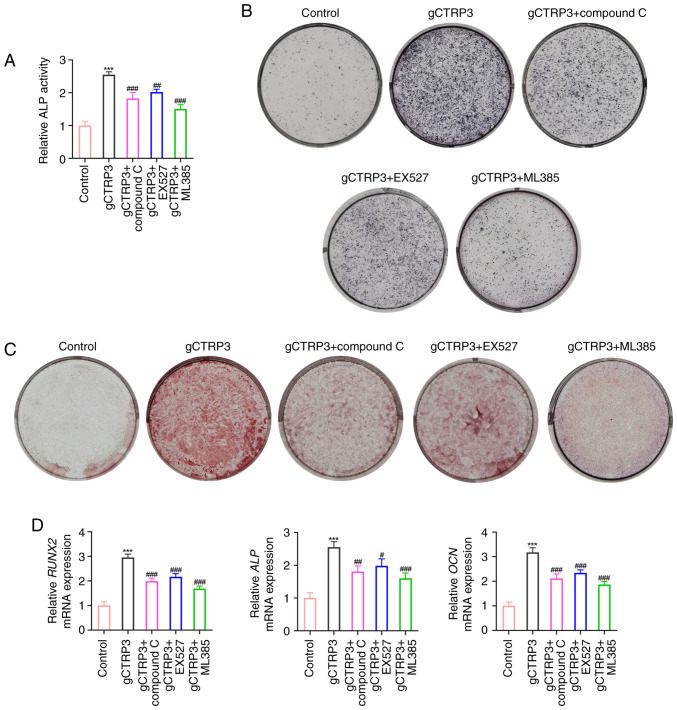 A
Relative ALP activity
3
2
1
0
***
###
##
###
Control
gCTRP3
gCTRP3+
compound C
gCTRP3+
EX527
gCTRP3+
ML385
B
Control
gCTRP3
gCTRP3+compound C
gCTRP3+EX527
gCTRP3+ML385
C
Control
gCTRP3
gCTRP3+compound C
gCTRP3+EX527
gCTRP3+ML385
D
Relative RUNX2
mRNA expression
4
3
2
1
0
***
###
###
###
Control
gCTRP3
gCTRP3+
compound C
gCTRP3+
EX527
gCTRP3+
ML385
Relative ALP
mRNA expression
3
2
1
0
***
##
#
###
Control
gCTRP3
gCTRP3+
compound C
gCTRP3+
EX527
gCTRP3+
ML385
Relative OCN
mRNA expression
4
3
2
1
0
***
###
###
###
Control
gCTRP3
gCTRP3+
compound C
gCTRP3+
EX527
gCTRP3+
ML385